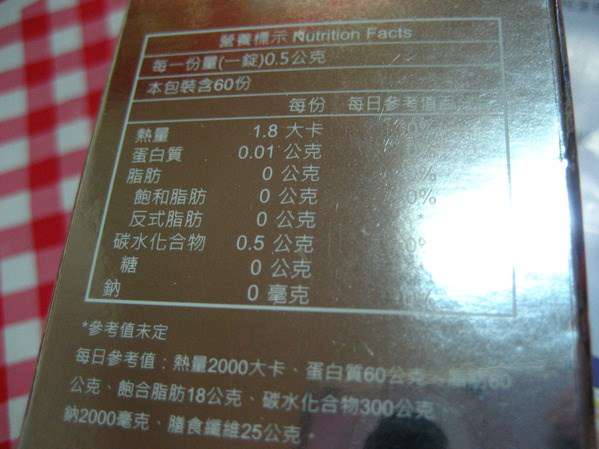 營養標示 Nutrition Facts
每一份量(一錠)0.5公克
本包裝含60份
每份 每日參考值
熱量 1.8 大卡
蛋白質 0.01 公克
脂肪 0 公克
飽和脂肪 0 公克 0%
反式脂肪 0 公克 *
碳水化合物 0.5 公克
糖 0 公克
鈉 0 毫克
*參考值未定
每日參考值：熱量2000大卡、蛋白質60公克、
公克、飽合脂肪18公克、碳水化合物300公克、
鈉2000毫克、膳食纖維25公克。